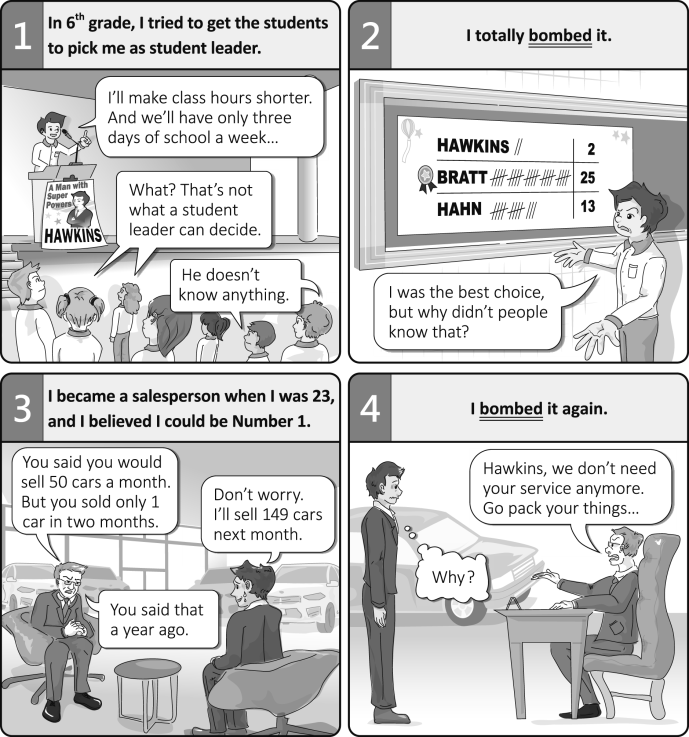 1
In 6th grade, I tried to get the students
to pick me as student leader.
I'll make class hours shorter.
And we'll have only three
days of school a week...
A Man with
Super
Powers
HAWKINS
What? That's not
what a student
leader can decide.
He doesn't
know anything.
2
I totally bombed it.
HAWKINS 2
BRATT 25
HAHN 13
I was the best choice,
but why didn't people
know that?
3
I became a salesperson when I was 23,
and I believed I could be Number 1.
You said you would
sell 50 cars a month.
But you sold only 1
car in two months.
Don't worry.
I'll sell 149 cars
next month.
You said that
a year ago.
4
I bombed it again.
Hawkins, we don't need
your service anymore.
Go pack your things...
Why?